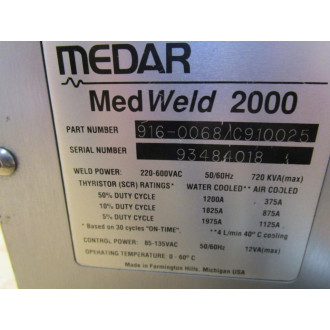 MEDAR
MedWeld 2000
PART NUMBER 916-0068/C910025
SERIAL NUMBER 93484018
WELD POWER: 220-600VAC 50/60HZ 720 KVA(max)
THYRISTOR (SCR) RATINGS* WATER COOLED** AIR COOLED
50% DUTY CYCLE 1200A . 375A
10% DUTY CYCLE 1825A 875A
5% DUTY CYCLE 1975A 1125A
* Based on 30 cycles "ON-TIME". **4 L/min 40° C cooling
CONTROL POWER: 85-135VAC 50/60HZ 12VA(max)
OPERATING TEMPERATURE: 0 - 60° C
Made in Farmington Hills, Michigan USA